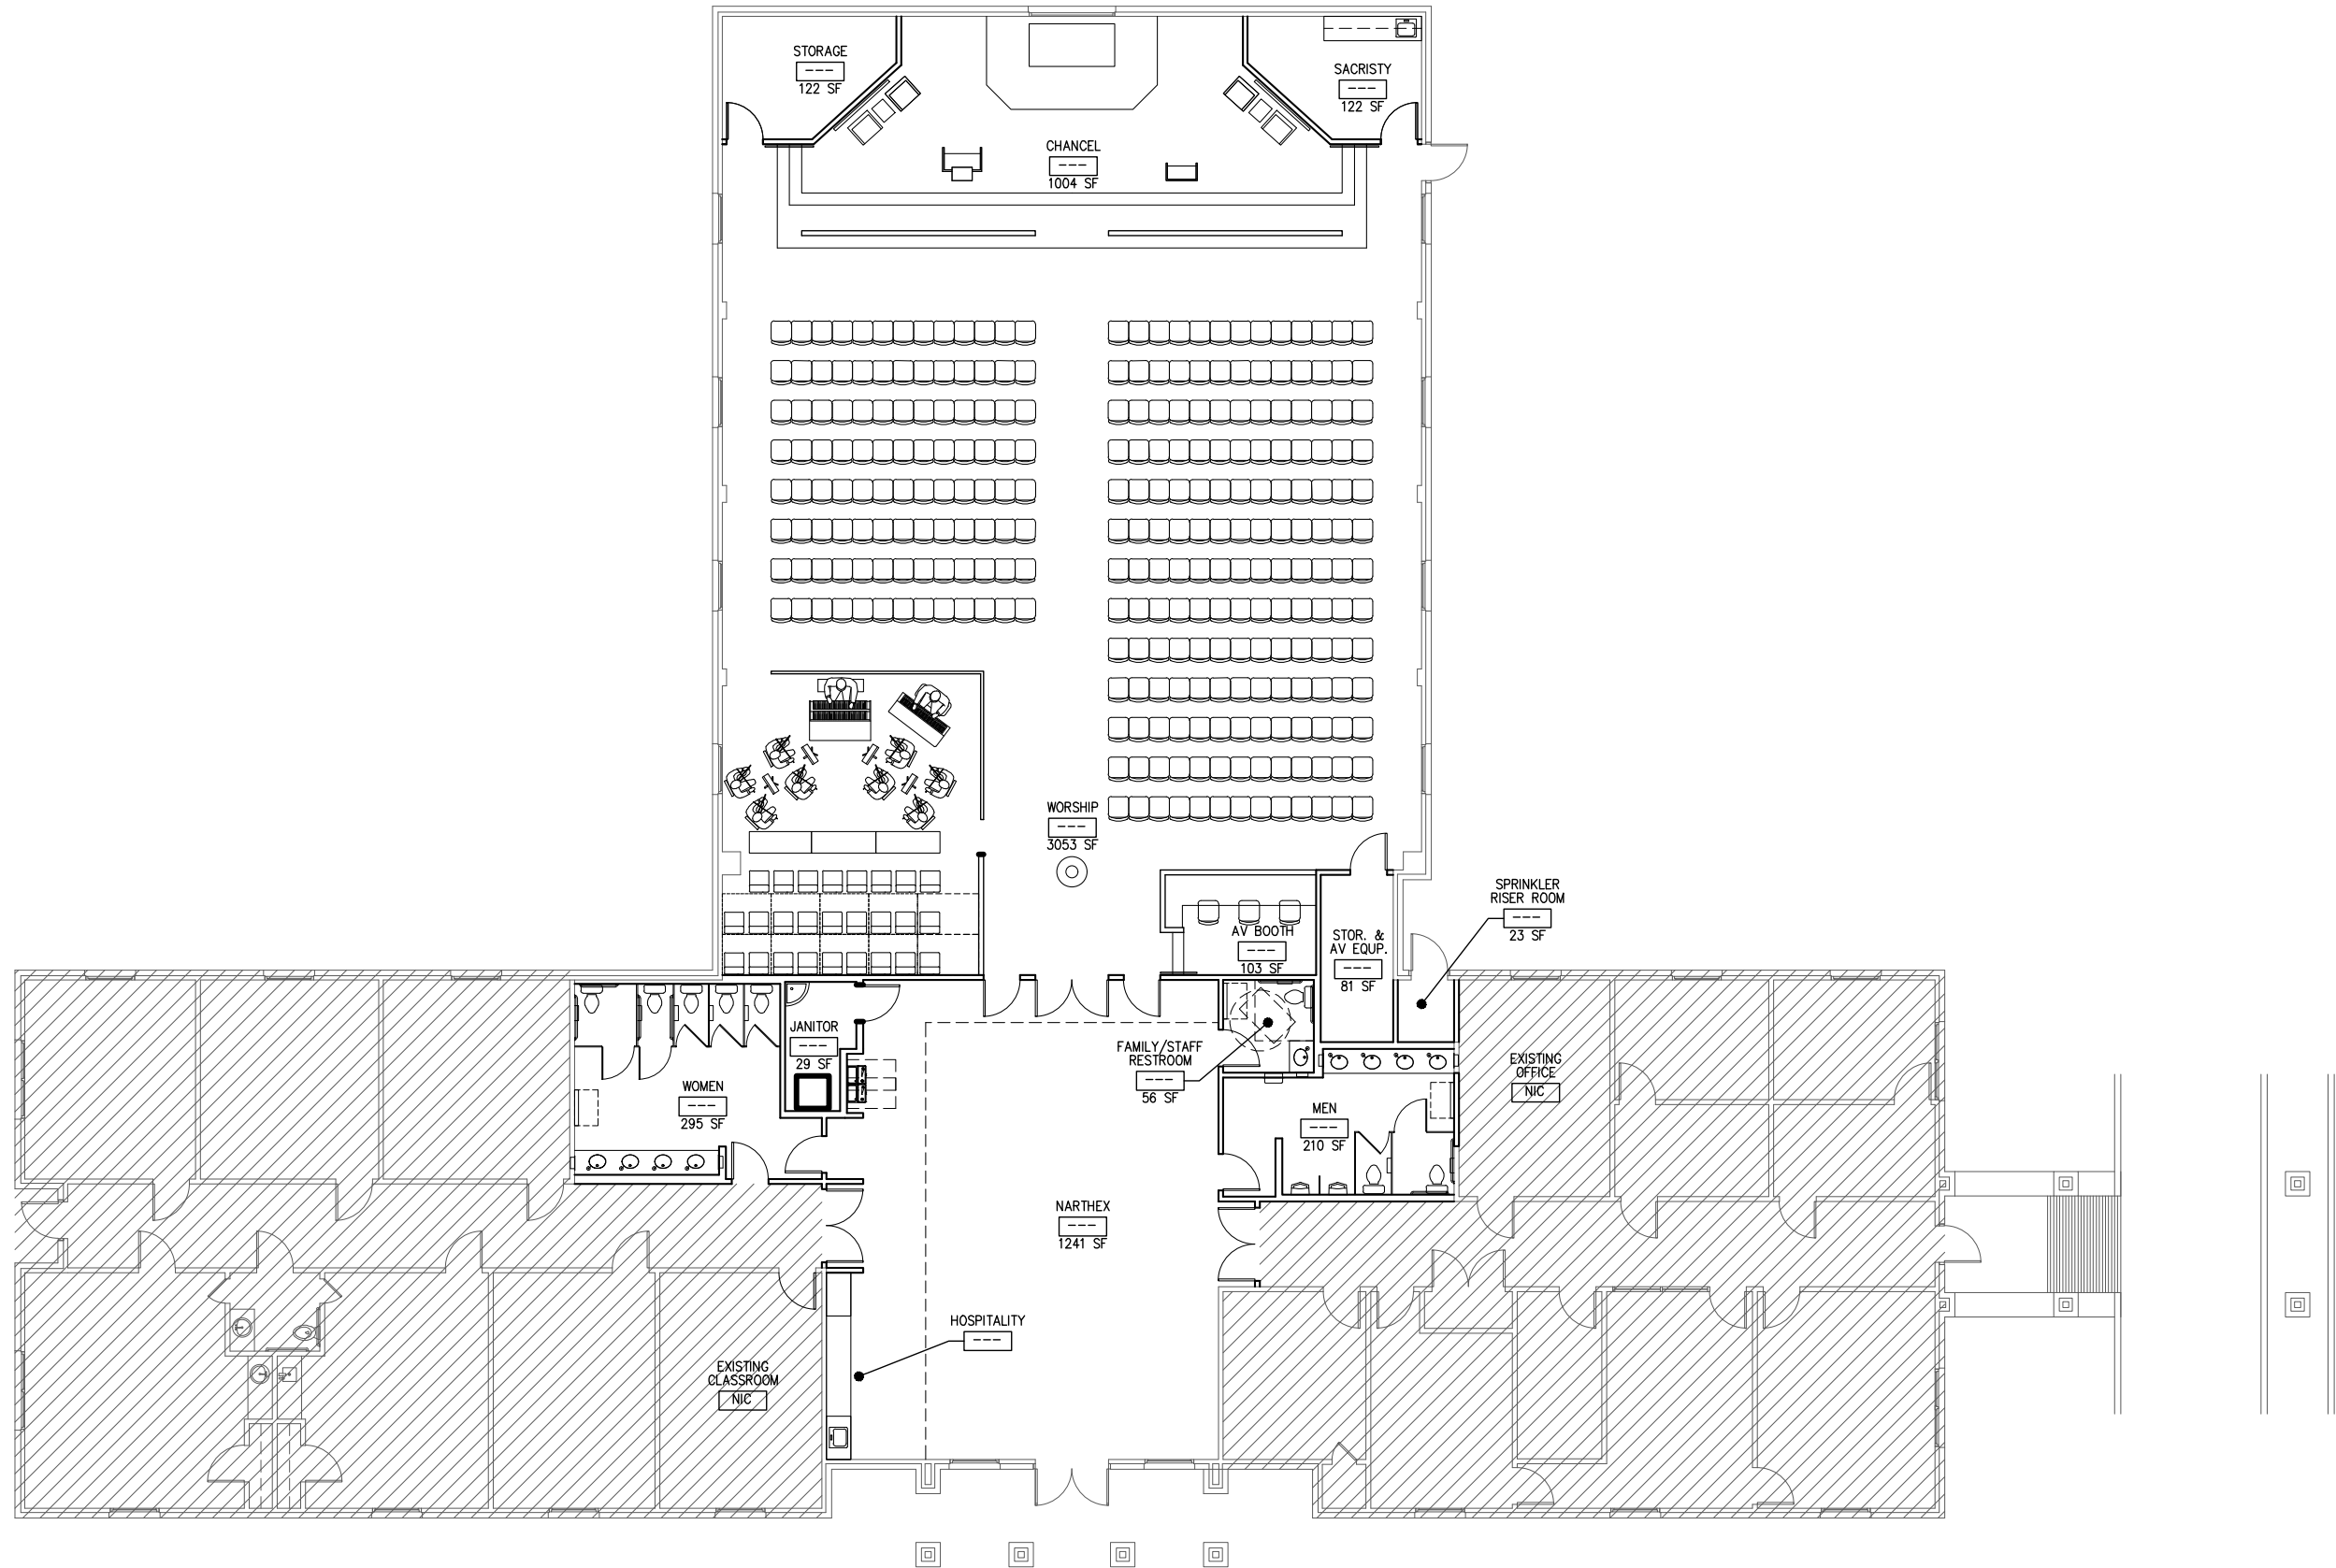 STORAGE
---
122 SF
SACRISTY
---
122 SF
CHANCEL
---
1004 SF
WORSHIP
---
3053 SF
SPRINKLER
RISER ROOM
---
23 SF
AV BOOTH
---
103 SF
STOR. &
AV EQUP.
---
81 SF
JANITOR
---
29 SF
FAMILY/STAFF
RESTROOM
---
56 SF
EXISTING
OFFICE
NIC
WOMEN
---
295 SF
MEN
---
210 SF
NARTHEX
---
1241 SF
HOSPITALITY
---
EXISTING
CLASSROOM
NIC